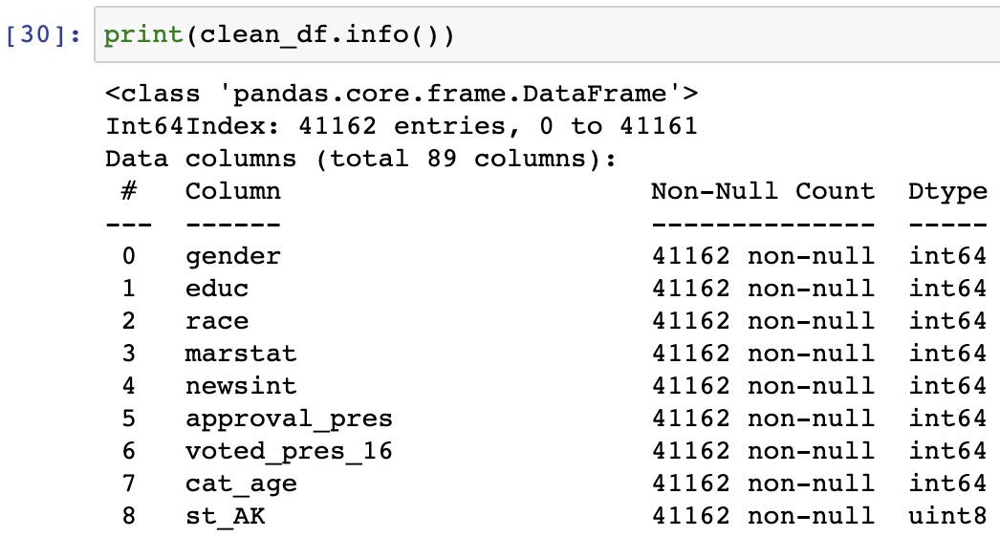 [30]: print(clean_df.info())
<class 'pandas.core.frame.DataFrame'>
Int64Index: 41162 entries, 0 to 41161
Data columns (total 89 columns):
# Column Non-Null Count Dtype
--- ------ -------------- -----
0 gender 41162 non-null int64
1 educ 41162 non-null int64
2 race 41162 non-null int64
3 marstat 41162 non-null int64
4 newsint 41162 non-null int64
5 approval_pres 41162 non-null int64
6 voted_pres_16 41162 non-null int64
7 cat_age 41162 non-null int64
8 st_AK 41162 non-null uint8